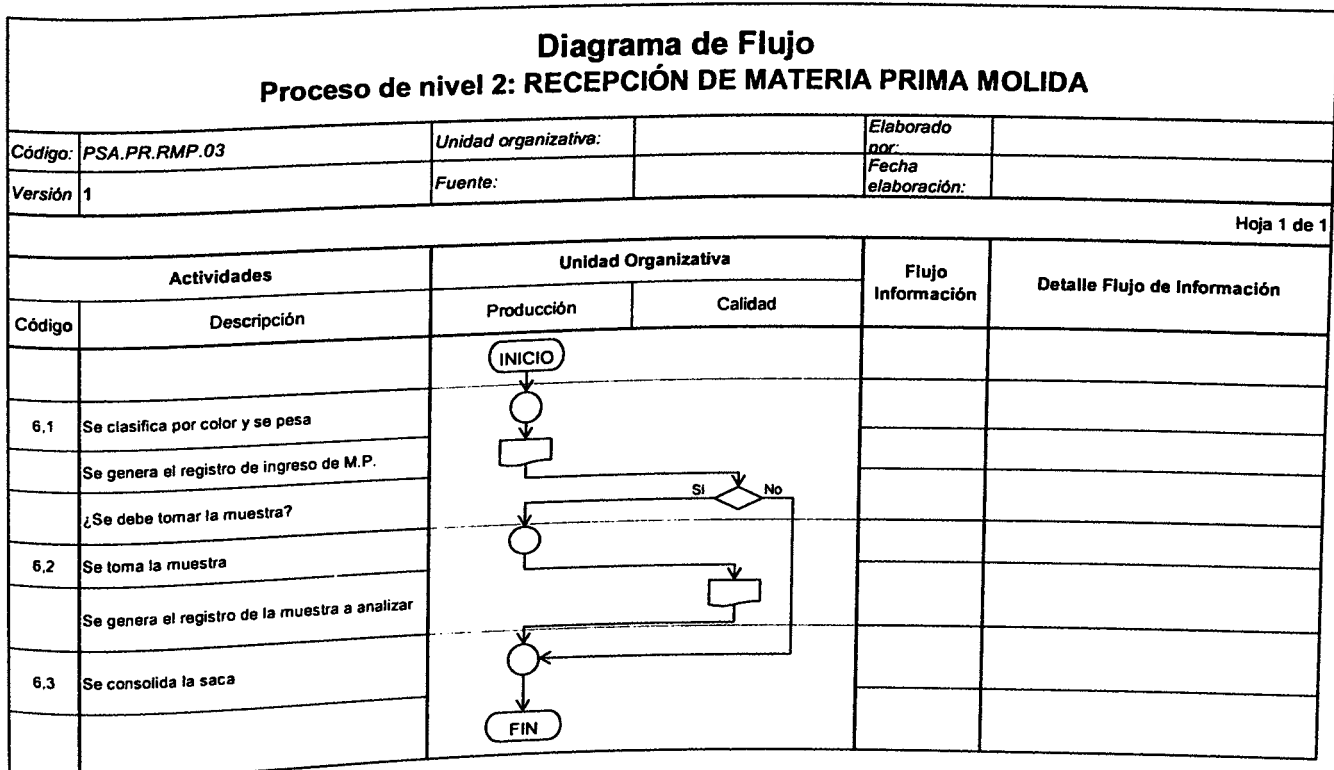 Diagrama de Flujo
Proceso de nivel 2: RECEPCIÓN DE MATERIA PRIMA MOLIDA
Código: PSA.PR.RMP.03 Unidad organizativa: Elaborado por:
Versión 1 Fuente: Fecha elaboración:
Hoja 1 de 1
Actividades Unidad Organizativa Flujo Información Detalle Flujo de Información
Código Descripción Producción Calidad
INICIO
6,1 Se clasifica por color y se pesa
Se genera el registro de ingreso de M.P.
¿Se debe tomar la muestra? SI No
6,2 Se toma la muestra
Se genera el registro de la muestra a analizar
6,3 Se consolida la saca
FIN